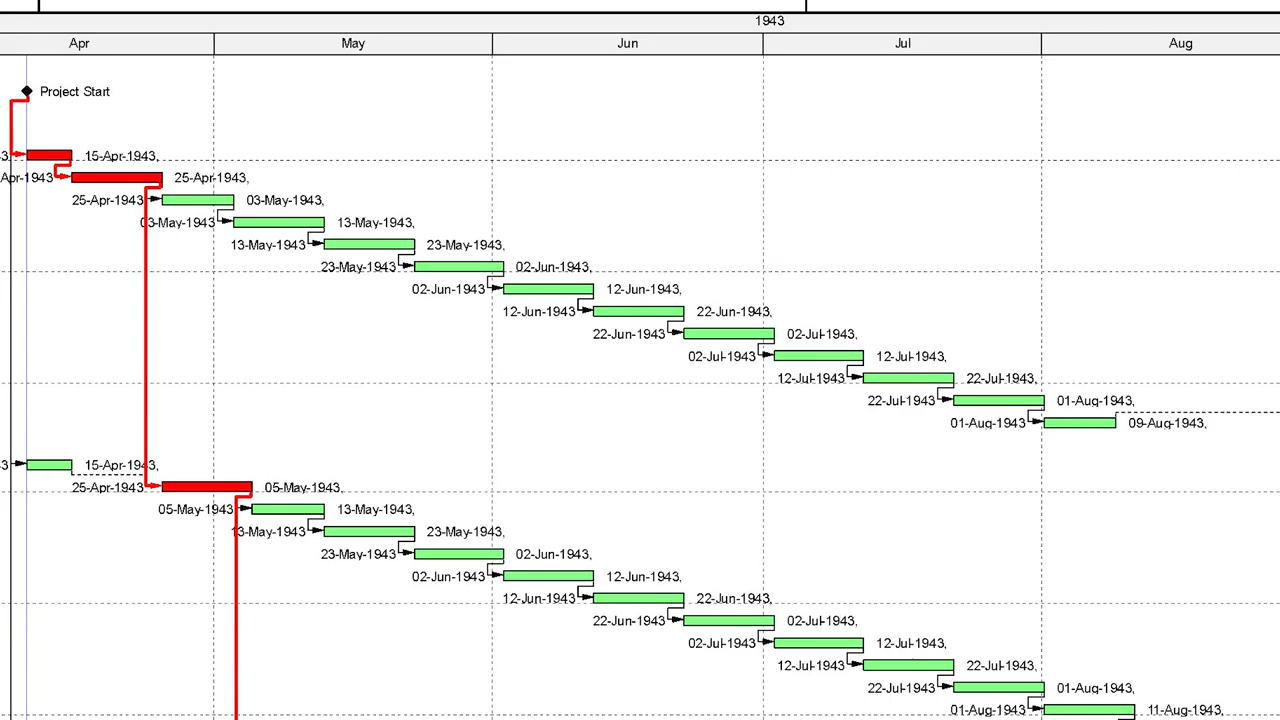 1943
Apr May Jun Jul Aug
Project Start
3 15-Apr-1943,
Apr-1943 25-Apr-1943,
25-Apr-1943 03-May-1943,
03-May-1943 13-May-1943,
13-May-1943 23-May-1943,
23-May-1943 02-Jun-1943,
02-Jun-1943 12-Jun-1943,
12-Jun-1943 22-Jun-1943,
22-Jun-1943 02-Jul-1943,
02-Jul-1943 12-Jul-1943,
12-Jul-1943 22-Jul-1943,
22-Jul-1943 01-Aug-1943,
01-Aug-1943 09-Aug-1943,
3 15-Apr-1943,
25-Apr-1943 05-May-1943,
05-May-1943 13-May-1943,
13-May-1943 23-May-1943,
23-May-1943 02-Jun-1943,
02-Jun-1943 12-Jun-1943,
12-Jun-1943 22-Jun-1943,
22-Jun-1943 02-Jul-1943,
02-Jul-1943 12-Jul-1943,
12-Jul-1943 22-Jul-1943,
22-Jul-1943 01-Aug-1943,
01-Aug-1943 11-Aug-1943,